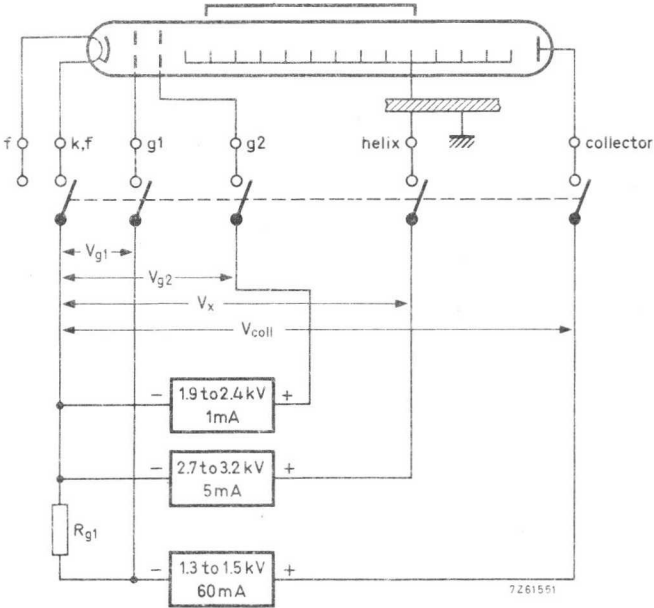 f k,f g1 g2 helix collector
Vg1
Vg2
Vx
Vcoll
− 1.9 to 2.4 kV +
1mA
− 2.7 to 3.2 kV +
5mA
Rg1
− 1.3 to 1.5 kV +
60mA
7Z61551